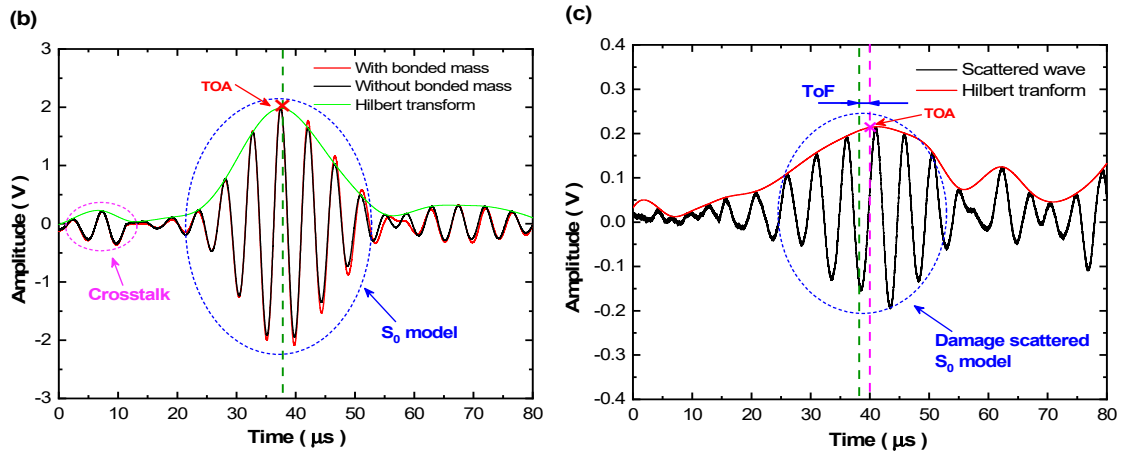 (b)
3
2
1
0
-1
-2
-3
Amplitude ( V )
TOA
With bonded mass
Without bonded mass
Hilbert transform
Crosstalk
S₀ model
0 10 20 30 40 50 60 70 80
Time ( μs )
(c)
0.4
0.3
0.2
0.1
0.0
-0.1
-0.2
-0.3
-0.4
Amplitude ( V )
ToF
TOA
Scattered wave
Hilbert tranform
Damage scattered
S₀ model
0 10 20 30 40 50 60 70 80
Time ( μs )